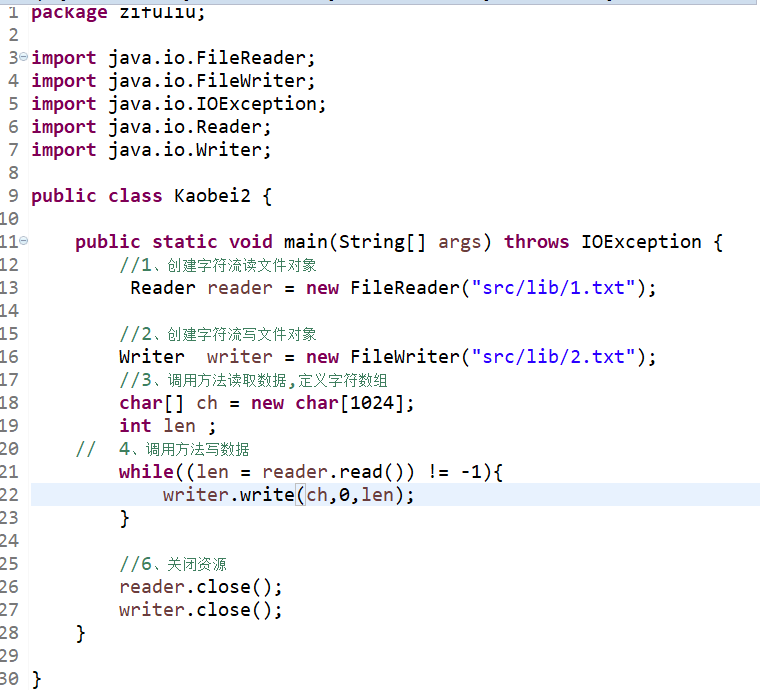 1 package zifuliu;
2
3 import java.io.FileReader;
4 import java.io.FileWriter;
5 import java.io.IOException;
6 import java.io.Reader;
7 import java.io.Writer;
8
9 public class Kaobei2 {
10
11 public static void main(String[] args) throws IOException {
12 //1、创建字符流读文件对象
13 Reader reader = new FileReader("src/lib/1.txt");
14
15 //2、创建字符流写文件对象
16 Writer  writer = new FileWriter("src/lib/2.txt");
17 //3、调用方法读取数据,定义字符数组
18 char[] ch = new char[1024];
19 int len ;
20 //  4、调用方法写数据
21 while((len = reader.read()) != -1){
22 writer.write(ch,0,len);
23 }
24
25 //6、关闭资源
26 reader.close();
27 writer.close();
28 }
29
30 }